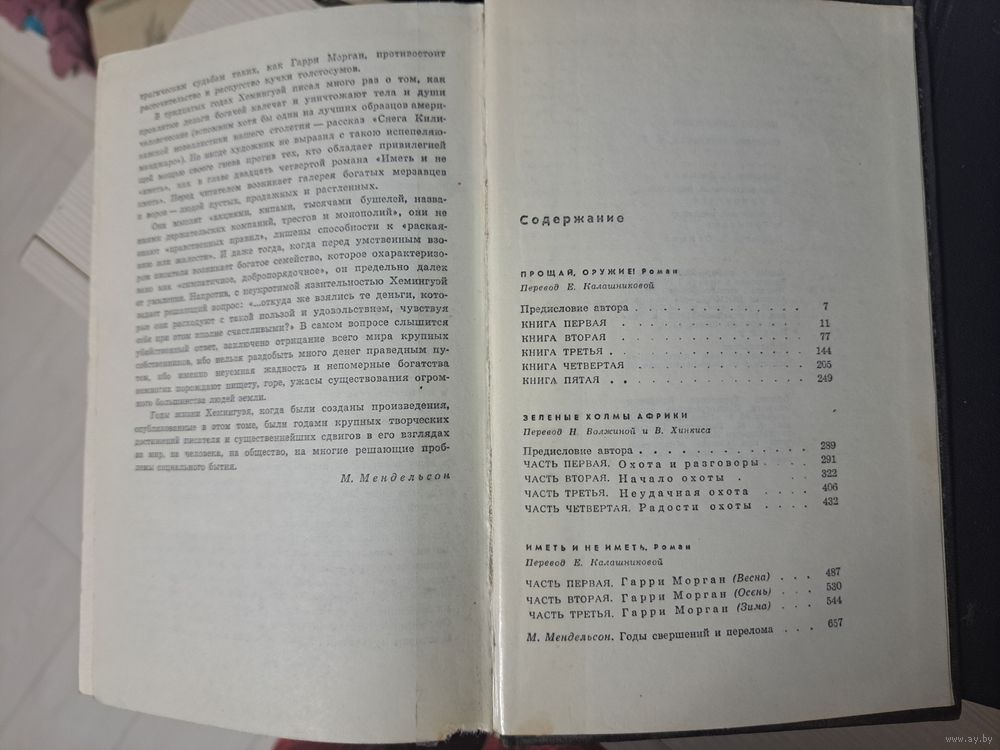 трагическим судьбам таких, как Гарри Морган, противостоит
расточительство и распутство кучки толстосумов.
В тридцатых годах Хемингуэй писал много раз о том, как
проклятые деньги богачей калечат и уничтожают тела и души
человеческие (вспомним хотя бы один из лучших образцов амери-
канской новеллистики нашего столетия — рассказ «Снега Кили-
манджаро»). Но нигде художник не выразил с такою испепеляю-
щей мощью своего гнева против тех, кто обладает привилегией
«иметь», как в главе двадцать четвертой романа «Иметь и не
иметь». Перед читателем возникает галерея богатых мерзавцев
и воров — людей пустых, продажных и растленных.
Они мыслят «акциями, кипами, тысячами бушелей, назва-
ниями держательских компаний, трестов и монополий», они не
знают «нравственных правил», лишены способности к «раская-
нию или жалости». И даже тогда, когда перед умственным взо-
ром писателя возникает богатое семейство, которое охарактеризо-
вано как «симпатичное, добропорядочное», он предельно далек
от умиления. Напротив, с неукротимой язвительностью Хемингуэй
задает решающий вопрос: «...откуда же взялись те деньги, кото-
рые они расходуют с такой пользой и удовольствием, чувствуя
себя при этом вполне счастливыми?» В самом вопросе слышится
убийственный ответ, заключено отрицание всего мира крупных
собственников, ибо нельзя раздобыть много денег праведным пу-
тем, ибо именно неуемная жадность и непомерные богатства
немногих порождают нищету, горе, ужасы существования огром-
ного большинства людей земли.
Годы жизни Хемингуэя, когда были созданы произведения,
опубликованные в этом томе, были годами крупных творческих
достижений писателя и существеннейших сдвигов в его взглядах
на мир, на человека, на общество, на многие решающие проб-
лемы социального бытия.
М. Мендельсон
Содержание
ПРОЩАЙ, ОРУЖИЕ! Роман
Перевод Е. Калашниковой
Предисловие автора . . . . . . . . . . . . 7
КНИГА ПЕРВАЯ . . . . . . . . . . . . 11
КНИГА ВТОРАЯ . . . . . . . . . . . . 77
КНИГА ТРЕТЬЯ . . . . . . . . . . . . 144
КНИГА ЧЕТВЕРТАЯ . . . . . . . . . . . 205
КНИГА ПЯТАЯ . . . . . . . . . . . . 249
ЗЕЛЕНЫЕ ХОЛМЫ АФРИКИ
Перевод Н. Волжиной и В. Хинкиса
Предисловие автора . . . . . . . . . . . . 289
ЧАСТЬ ПЕРВАЯ. Охота и разговоры . . . . 291
ЧАСТЬ ВТОРАЯ. Начало охоты . . . . . 322
ЧАСТЬ ТРЕТЬЯ. Неудачная охота . . . . 406
ЧАСТЬ ЧЕТВЕРТАЯ. Радости охоты . . . . 432
ИМЕТЬ И НЕ ИМЕТЬ. Роман
Перевод Е. Калашниковой
ЧАСТЬ ПЕРВАЯ. Гарри Морган (Весна) . . . 487
ЧАСТЬ ВТОРАЯ. Гарри Морган (Осень) . . . 530
ЧАСТЬ ТРЕТЬЯ. Гарри Морган (Зима) . . . 544
М. Мендельсон. Годы свершений и перелома . . . 657
www.ay.by